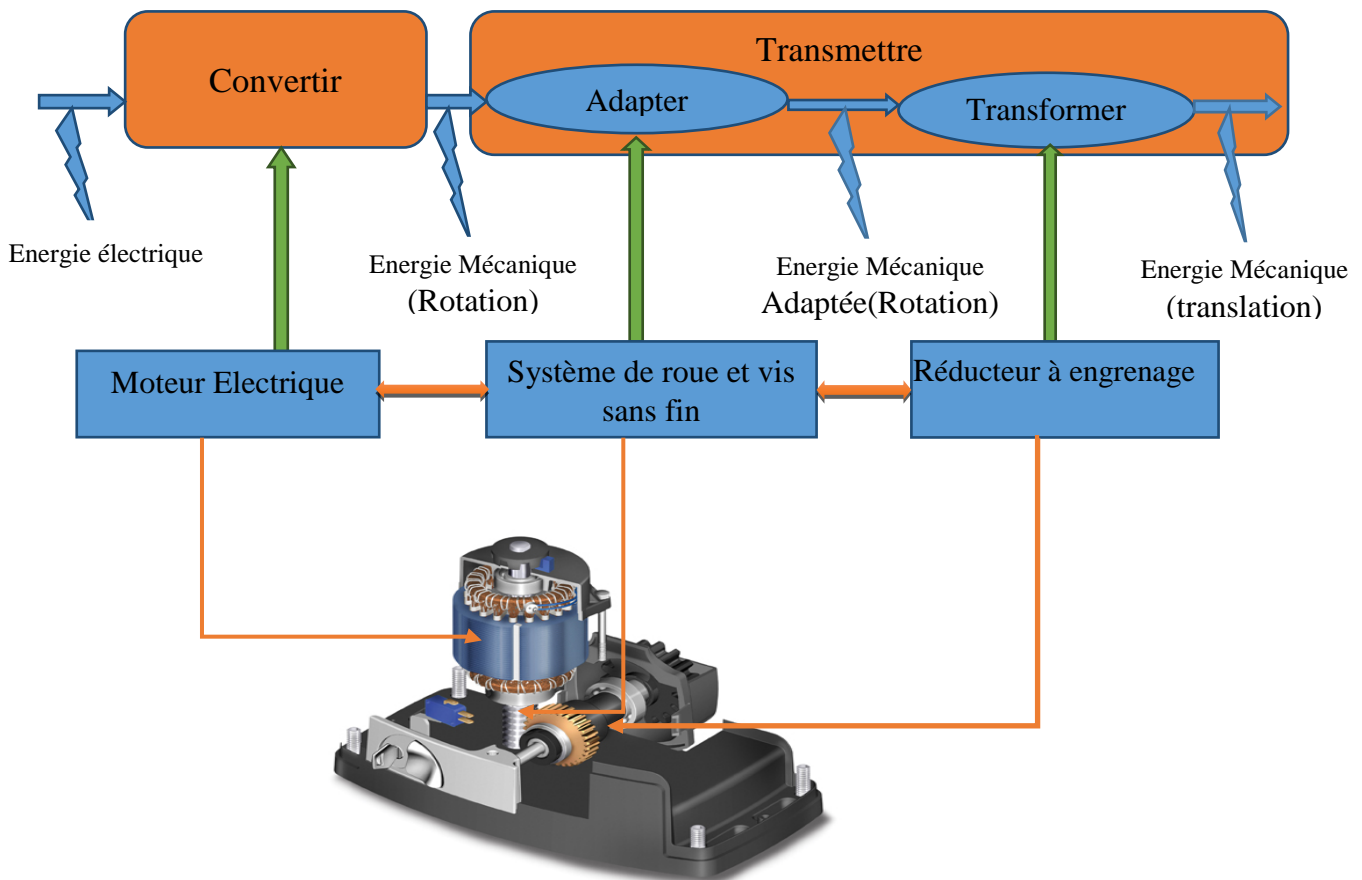 Convertir
Transmettre
Adapter
Transformer
Energie électrique
Energie Mécanique
(Rotation)
Energie Mécanique
Adaptée(Rotation)
Energie Mécanique
(translation)
Moteur Electrique
Système de roue et vis
sans fin
Réducteur à engrenage